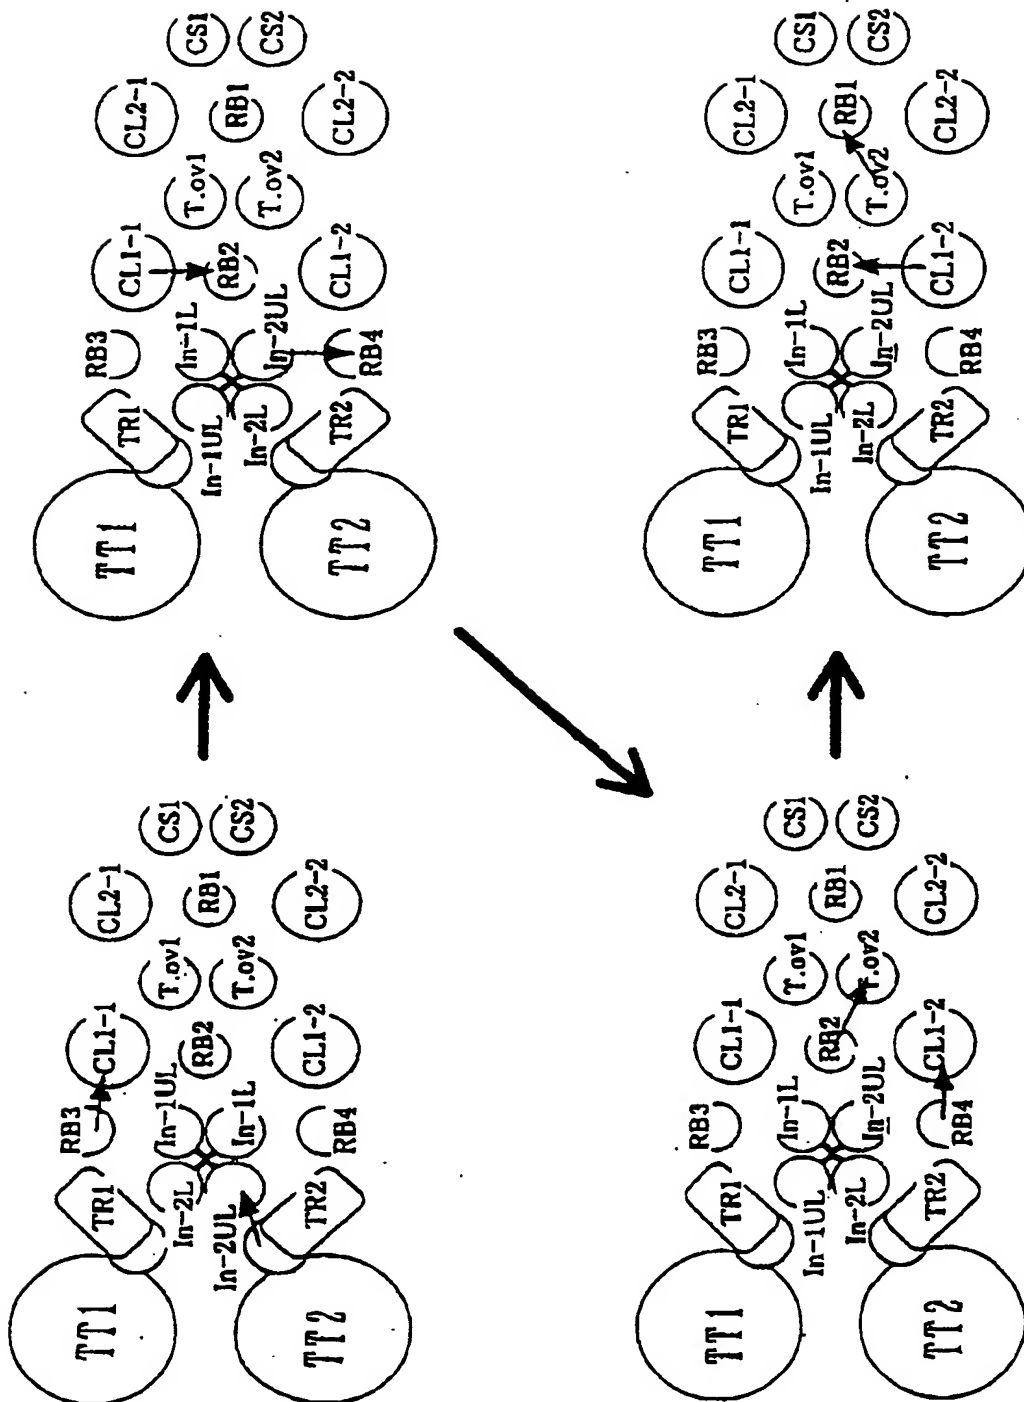 TT1
TR1
RB3
CL1-1
CL2-1
In-2L
In-1UL
T.ov1
CS1
RB2
RB1
In-2UL
In-1L
T.ov2
CS2
TT2
TR2
RB4
CL1-2
CL2-2
TT1
TR1
RB3
CL1-1
CL2-1
In-1UL
In-1L
T.ov1
CS1
RB2
RB1
In-2L
In-2UL
T.ov2
CS2
TT2
TR2
RB4
CL1-2
CL2-2
TT1
TR1
RB3
CL1-1
CL2-1
In-1UL
In-1L
T.ov1
CS1
RB2
RB1
In-2L
In-2UL
T.ov2
CS2
TT2
TR2
RB4
CL1-2
CL2-2
TT1
TR1
RB3
CL1-1
CL2-1
In-1UL
In-1L
T.ov1
CS1
RB2
RB1
In-2L
In-2UL
T.ov2
CS2
TT2
TR2
RB4
CL1-2
CL2-2